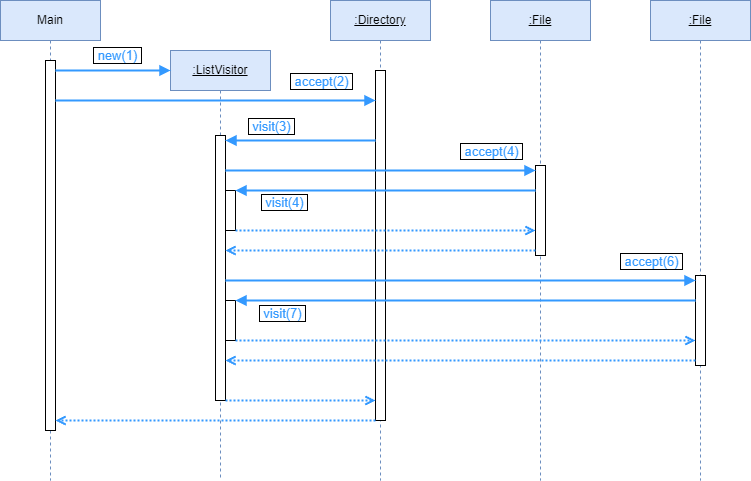 Main
:Directory
:File
:File
new(1)
:ListVisitor
accept(2)
visit(3)
accept(4)
visit(4)
accept(6)
visit(7)